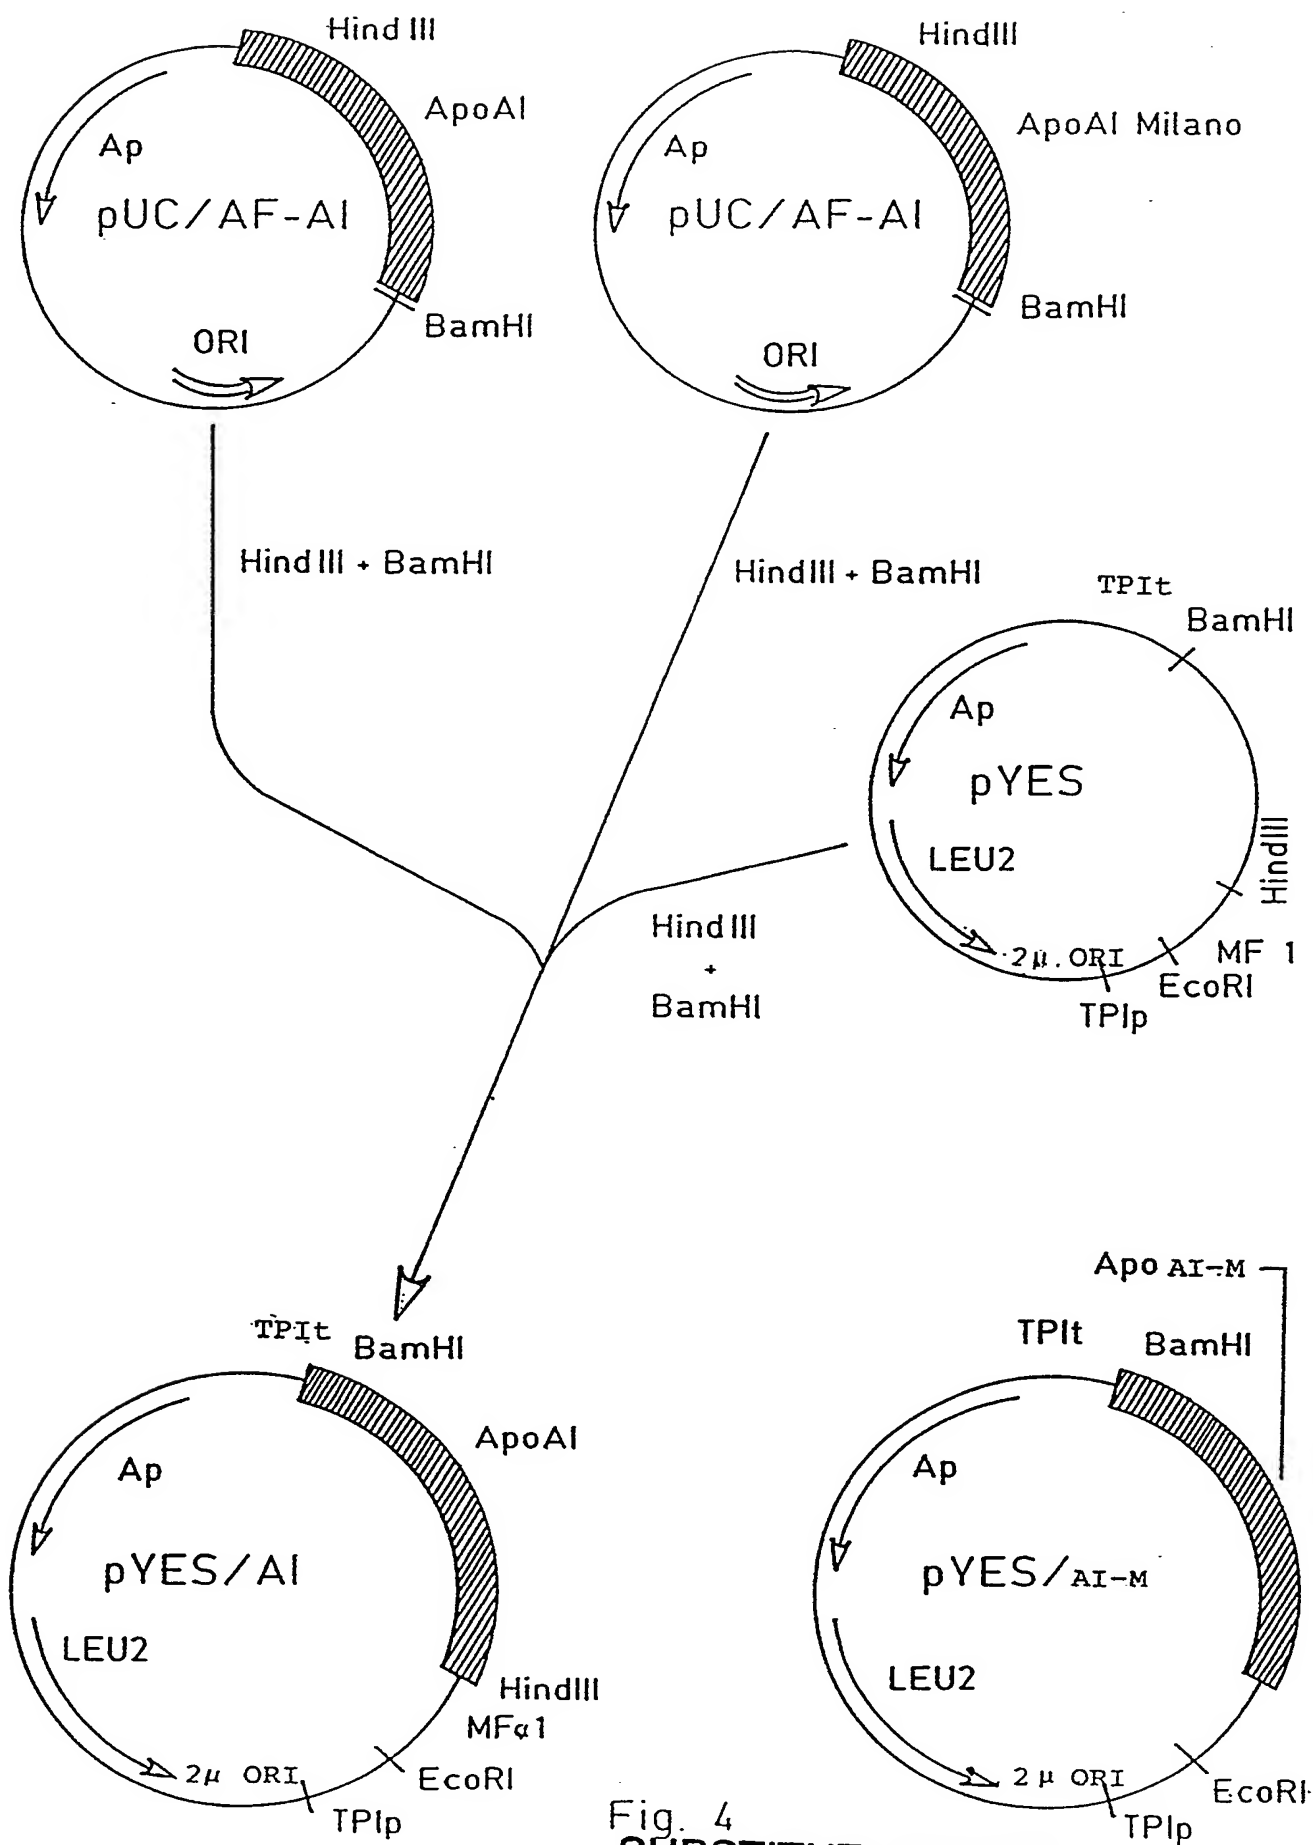 Hind III
ApoAI
Ap
pUC/AF-AI
BamHI
ORI
HindIII
ApoAI Milano
Ap
pUC/AF-AI
BamHI
ORI
Hind III + BamHI
HindIII + BamHI
TPIt
BamHI
Ap
pYES
LEU2
HindIII
MF 1
EcoRI
2μ. ORI
TPIp
Hind III
+
BamHI
TPIt
BamHI
ApoAI
Ap
pYES/AI
LEU2
HindIII
MFα1
EcoRI
2μ ORI
TPIp
Apo AI-M
TPIt
BamHI
Ap
pYES/AI-M
LEU2
2μ ORI
EcoRI
TPIp
Fig. 4